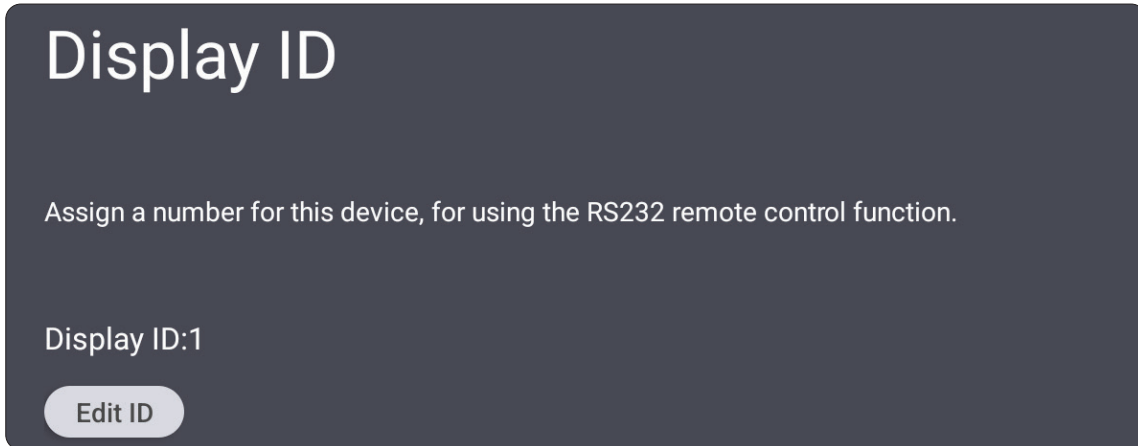 Display ID
Assign a number for this device, for using the RS232 remote control function.
Display ID:1
Edit ID